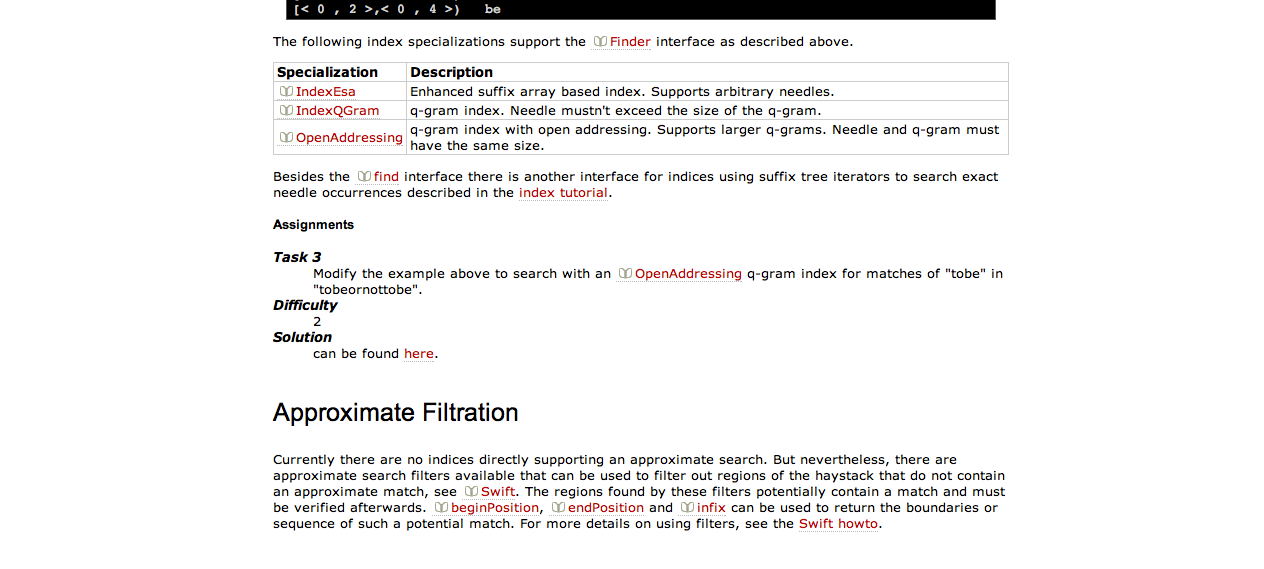 [< 0 , 2 >,< 0 , 4 >)   be
The following index specializations support the Finder interface as described above.
Specialization Description
IndexEsa Enhanced suffix array based index. Supports arbitrary needles.
IndexQGram q-gram index. Needle mustn't exceed the size of the q-gram.
OpenAddressing q-gram index with open addressing. Supports larger q-grams. Needle and q-gram must
have the same size.
Besides the find interface there is another interface for indices using suffix tree iterators to search exact
needle occurrences described in the index tutorial.
Assignments
Task 3
Modify the example above to search with an OpenAddressing q-gram index for matches of "tobe" in
"tobeornottobe".
Difficulty
2
Solution
can be found here.
Approximate Filtration
Currently there are no indices directly supporting an approximate search. But nevertheless, there are
approximate search filters available that can be used to filter out regions of the haystack that do not contain
an approximate match, see Swift. The regions found by these filters potentially contain a match and must
be verified afterwards. beginPosition, endPosition and infix can be used to return the boundaries or
sequence of such a potential match. For more details on using filters, see the Swift howto.